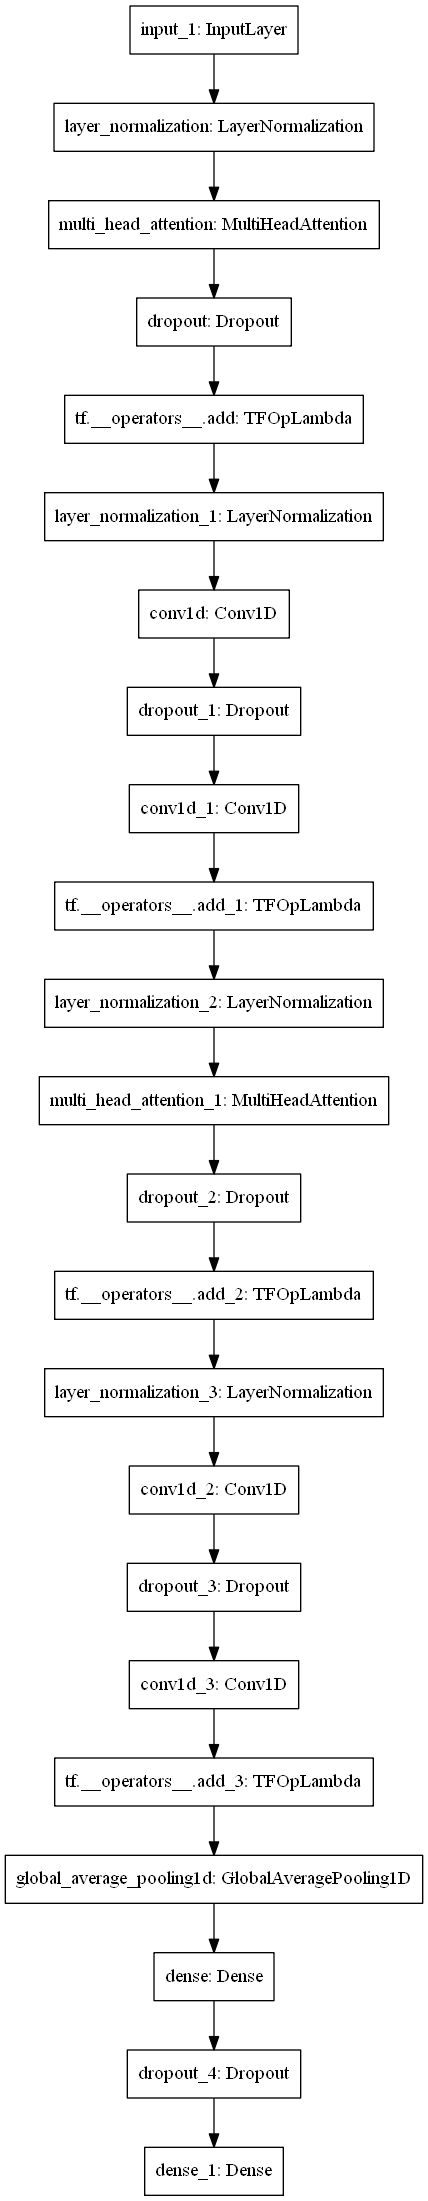 input_1: InputLayer
layer_normalization: LayerNormalization
multi_head_attention: MultiHeadAttention
dropout: Dropout
tf.__operators__.add: TFOpLambda
layer_normalization_1: LayerNormalization
conv1d: Conv1D
dropout_1: Dropout
conv1d_1: Conv1D
tf.__operators__.add_1: TFOpLambda
layer_normalization_2: LayerNormalization
multi_head_attention_1: MultiHeadAttention
dropout_2: Dropout
tf.__operators__.add_2: TFOpLambda
layer_normalization_3: LayerNormalization
conv1d_2: Conv1D
dropout_3: Dropout
conv1d_3: Conv1D
tf.__operators__.add_3: TFOpLambda
global_average_pooling1d: GlobalAveragePooling1D
dense: Dense
dropout_4: Dropout
dense_1: Dense